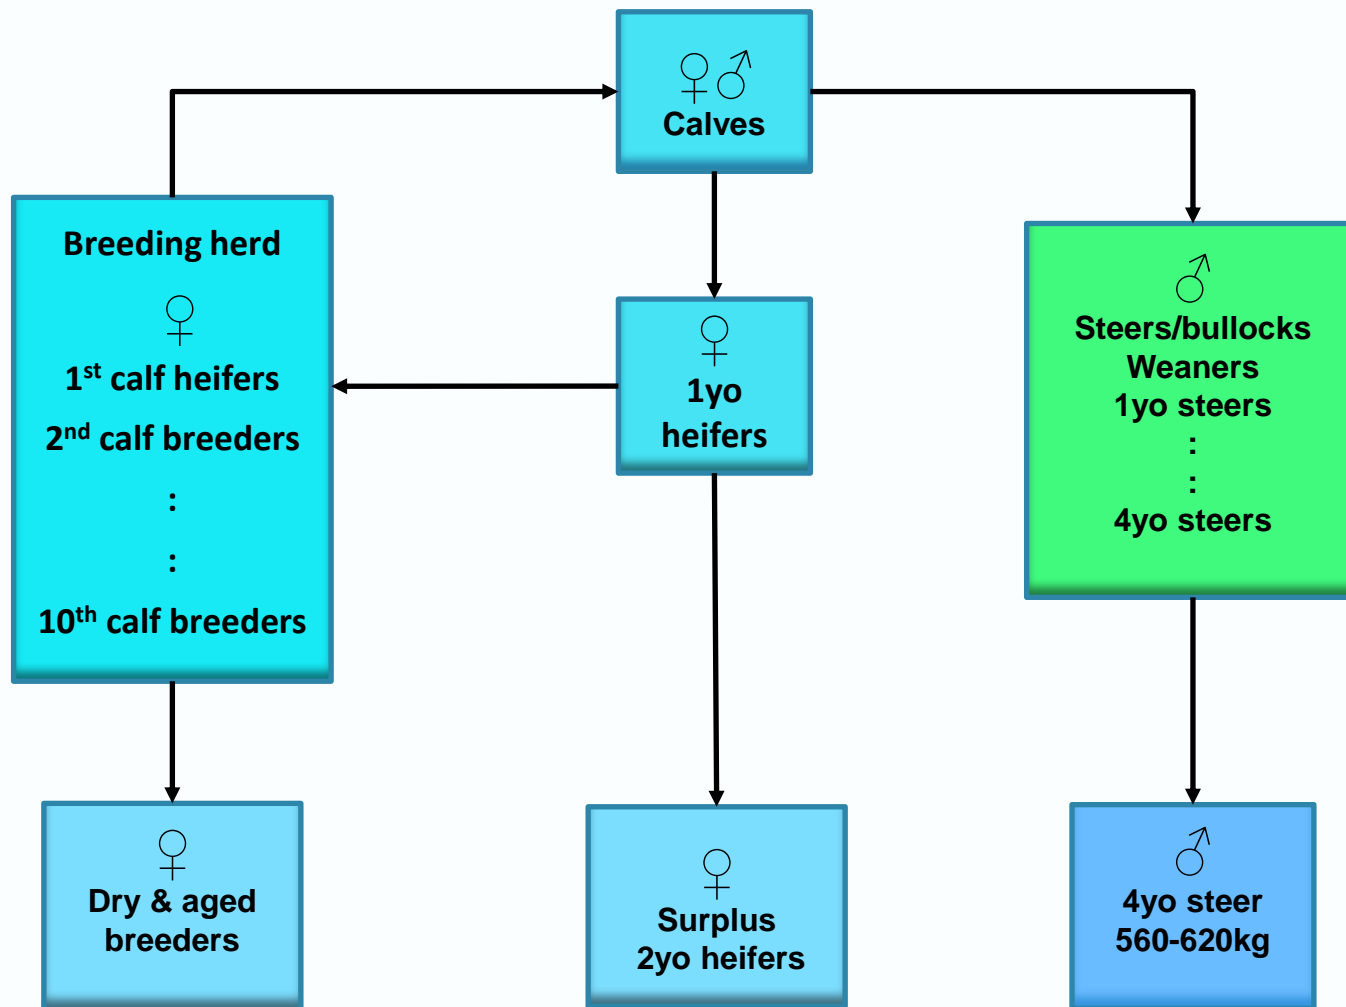 ♀♂
Calves
Breeding herd
♀
1st calf heifers
2nd calf breeders
:
:
10th calf breeders
♀
1yo
heifers
♂
Steers/bullocks
Weaners
1yo steers
:
:
4yo steers
♀
Dry & aged
breeders
♀
Surplus
2yo heifers
♂
4yo steer
560-620kg